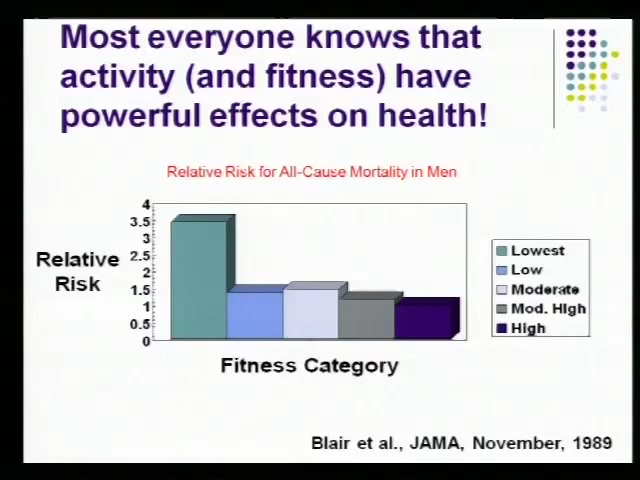 Most everyone knows that
activity (and fitness) have
powerful effects on health!
Relative Risk for All-Cause Mortality in Men
Relative
Risk
4
3.5
3
2.5
2
1.5
1
0.5
0
Lowest
Low
Moderate
Mod. High
High
Fitness Category
Blair et al., JAMA, November, 1989